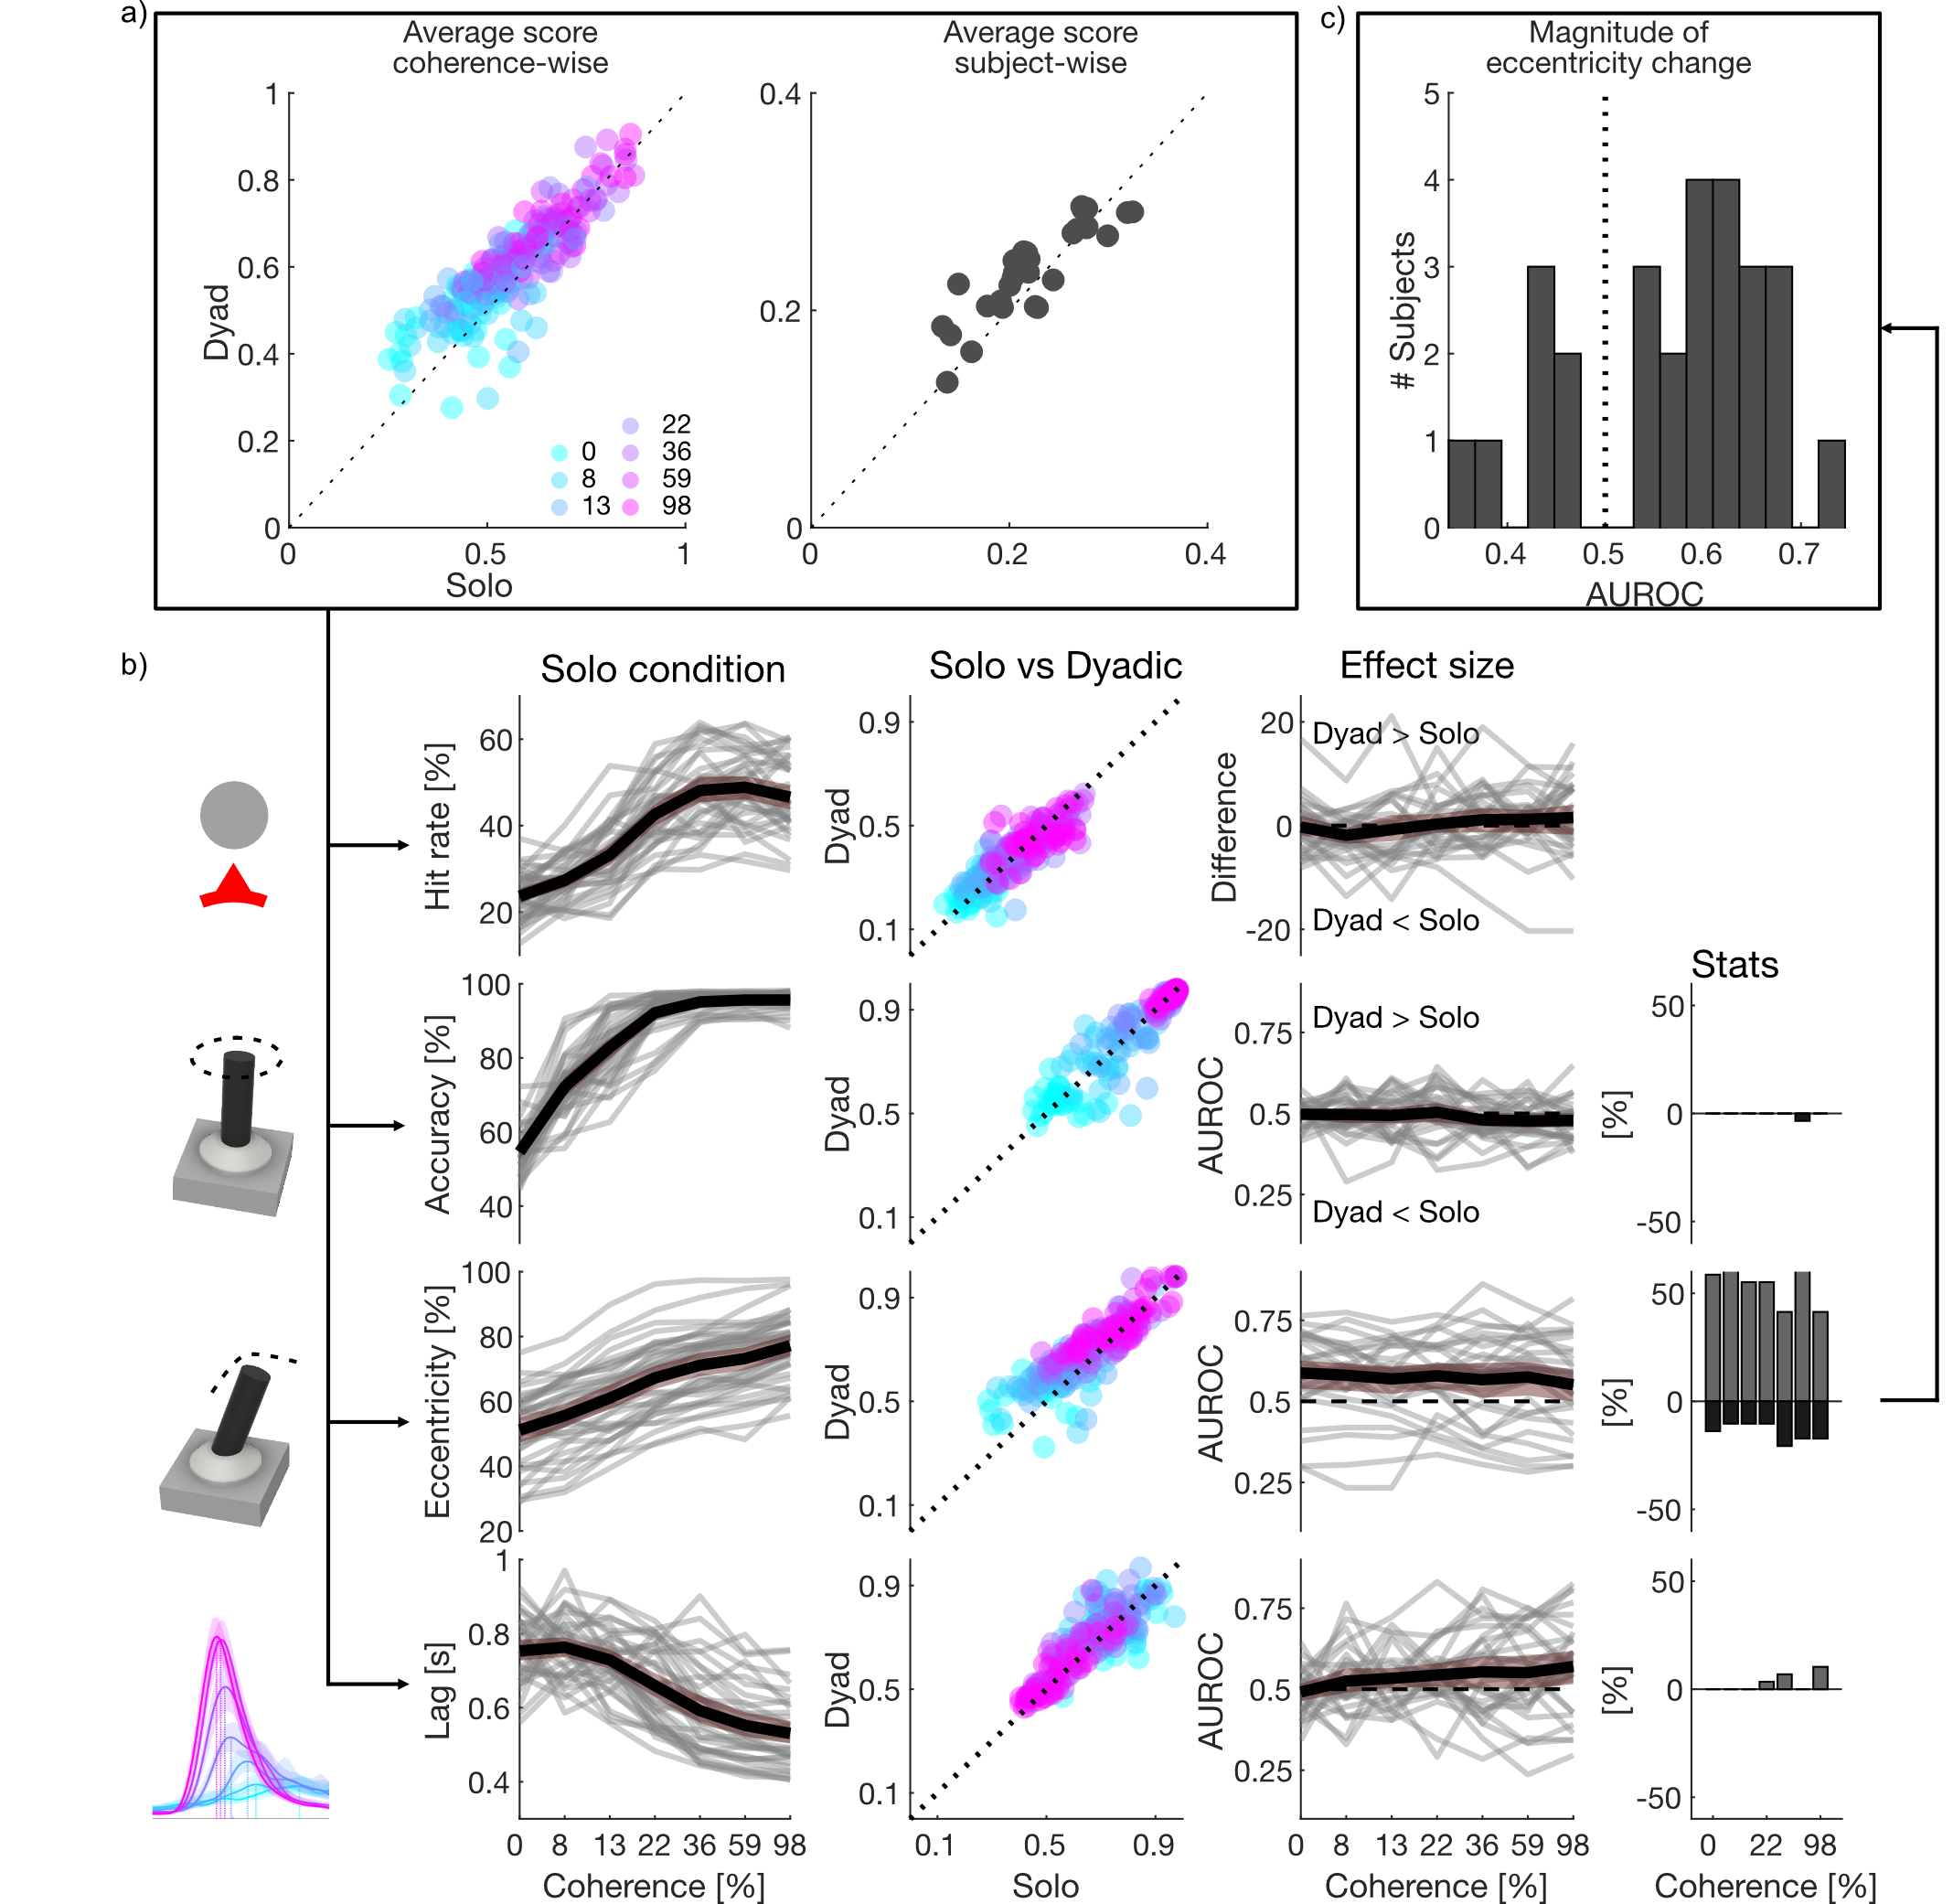 a)
Average score
coherence-wise
Dyad
1
0.8
0.6
0.4
0.2
0
0
0.5
1
Solo
22
0
36
8
59
13
98
Average score
subject-wise
0.4
0.2
0
0
0.2
0.4
c)
Magnitude of
eccentricity change
# Subjects
5
4
3
2
1
0
0.4
0.5
0.6
0.7
AUROC
b)
Solo condition
Solo vs Dyadic
Effect size
Hit rate [%]
60
40
20
Dyad
0.9
0.5
0.1
Difference
20
0
-20
Dyad > Solo
Dyad < Solo
Stats
Accuracy [%]
100
80
60
40
Dyad
0.9
0.5
0.1
AUROC
0.75
0.5
0.25
Dyad > Solo
Dyad < Solo
[%]
50
0
-50
Eccentricity [%]
100
80
60
40
20
Dyad
0.9
0.5
0.1
AUROC
0.75
0.5
0.25
[%]
50
0
-50
Lag [s]
1
0.8
0.6
0.4
0 8 13 22 36 59 98
Coherence [%]
Dyad
0.9
0.5
0.1
0.1 0.5 0.9
Solo
AUROC
0.75
0.5
0.25
0 8 13 22 36 59 98
Coherence [%]
[%]
50
0
-50
0 22 98
Coherence [%]